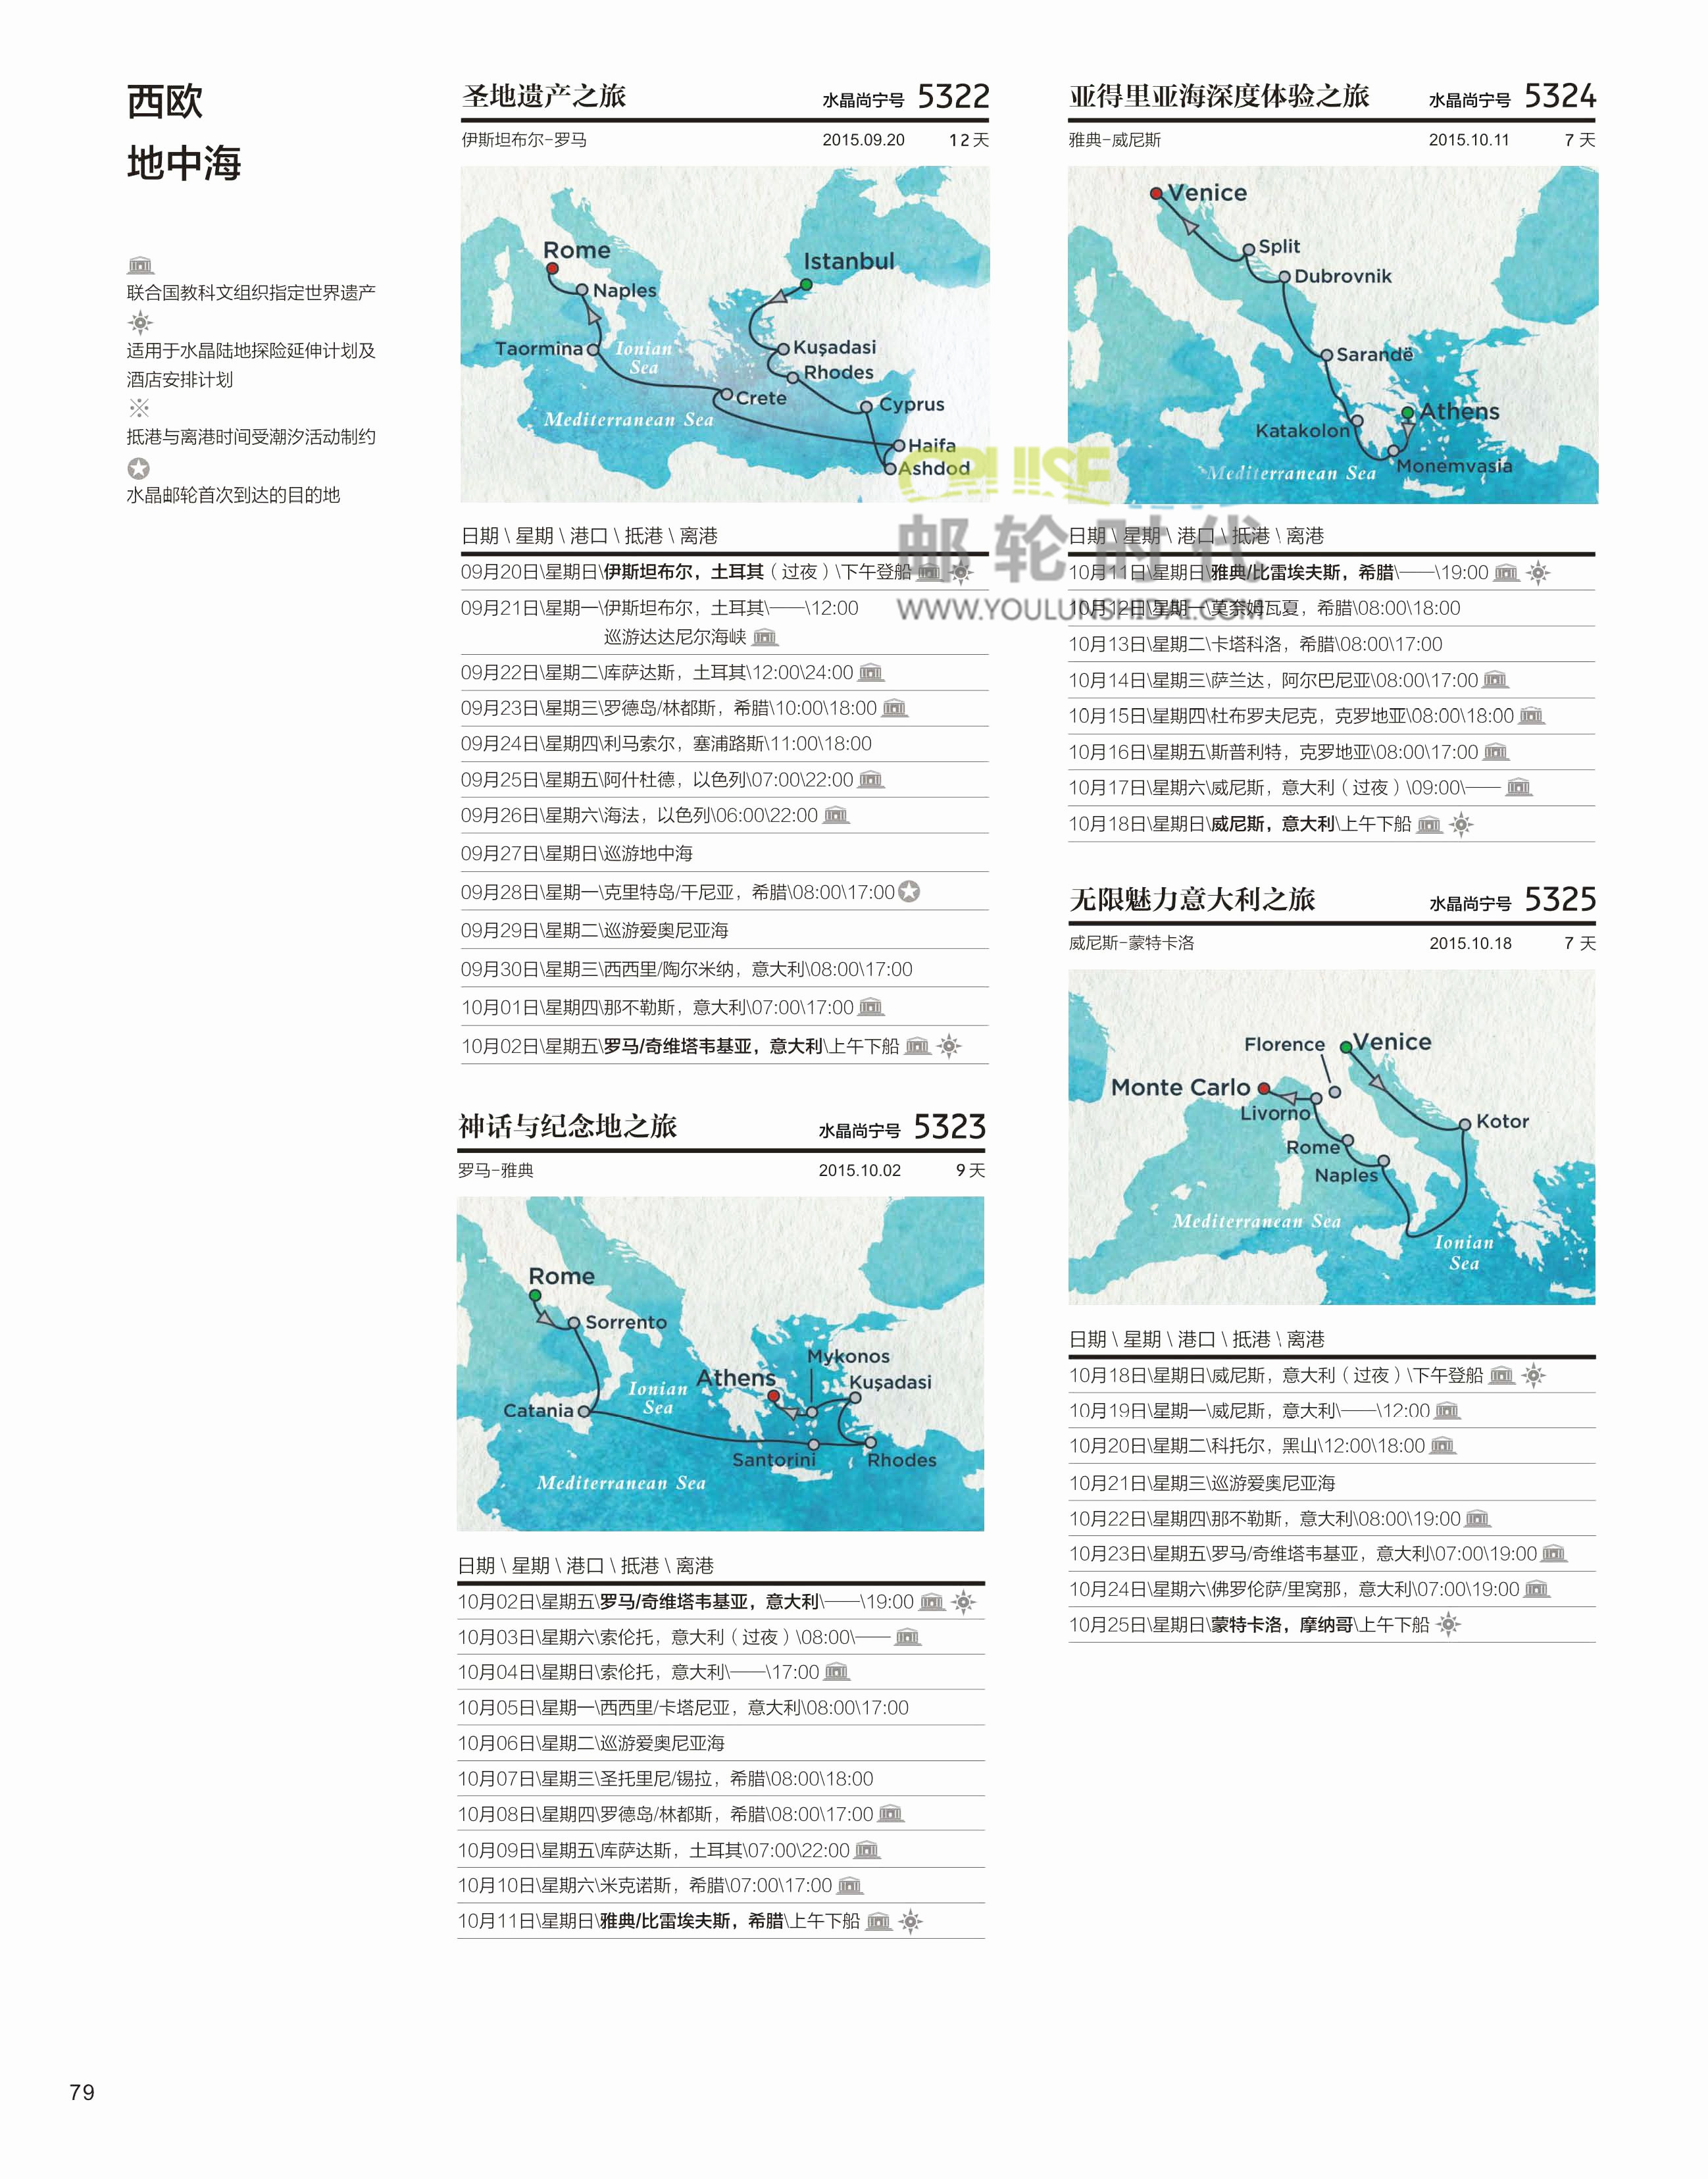 西欧
地中海
联合国教科文组织指定世界遗产
适用于水晶陆地探险延伸计划及
酒店安排计划
※
抵港与离港时间受潮汐活动制约
水晶邮轮首次到达的目的地
圣地遗产之旅 水晶尚宁号 5322
伊斯坦布尔-罗马 2015.09.20 12天
Rome
Istanbul
Naples
Taormina
Ionian
Sea
Kuşadasi
Rhodes
Crete
Cyprus
Mediterranean Sea
Haifa
Ashdod
日期 \ 星期 \ 港口 \ 抵港 \ 离港
09月20日\星期日\伊斯坦布尔，土耳其（过夜）\下午登船
09月21日\星期一\伊斯坦布尔，土耳其\——\12:00
巡游达达尼尔海峡
09月22日\星期二\库萨达斯，土耳其\12:00\24:00
09月23日\星期三\罗德岛/林都斯，希腊\10:00\18:00
09月24日\星期四\利马索尔，塞浦路斯\11:00\18:00
09月25日\星期五\阿什杜德，以色列\07:00\22:00
09月26日\星期六\海法，以色列\06:00\22:00
09月27日\星期日\巡游地中海
09月28日\星期一\克里特岛/干尼亚，希腊\08:00\17:00
09月29日\星期二\巡游爱奥尼亚海
09月30日\星期三\西西里/陶尔米纳，意大利\08:00\17:00
10月01日\星期四\那不勒斯，意大利\07:00\17:00
10月02日\星期五\罗马/奇维塔韦基亚，意大利\上午下船
神话与纪念地之旅 水晶尚宁号 5323
罗马-雅典 2015.10.02 9天
Rome
Sorrento
Mykonos
Athens
Kuşadasi
Ionian
Sea
Catania
Santorini
Rhodes
Mediterranean Sea
日期 \ 星期 \ 港口 \ 抵港 \ 离港
10月02日\星期五\罗马/奇维塔韦基亚，意大利\——\19:00
10月03日\星期六\索伦托，意大利（过夜）\08:00\——
10月04日\星期日\索伦托，意大利\——\17:00
10月05日\星期一\西西里/卡塔尼亚，意大利\08:00\17:00
10月06日\星期二\巡游爱奥尼亚海
10月07日\星期三\圣托里尼/锡拉，希腊\08:00\18:00
10月08日\星期四\罗德岛/林都斯，希腊\08:00\17:00
10月09日\星期五\库萨达斯，土耳其\07:00\22:00
10月10日\星期六\米克诺斯，希腊\07:00\17:00
10月11日\星期日\雅典/比雷埃夫斯，希腊\上午下船
亚得里亚海深度体验之旅 水晶尚宁号 5324
雅典-威尼斯 2015.10.11 7 天
Venice
Split
Dubrovnik
Sarandë
Athens
Katakolon
Monemvasia
Mediterranean Sea
CRUISE
邮轮时代
WWW.YOULUNSHIDAI.COM
日期 \ 星期 \ 港口 \ 抵港 \ 离港
10月11日\星期日\雅典/比雷埃夫斯，希腊\——\19:00
10月12日\星期一\莫奈姆瓦夏，希腊\08:00\18:00
10月13日\星期二\卡塔科洛，希腊\08:00\17:00
10月14日\星期三\萨兰达，阿尔巴尼亚\08:00\17:00
10月15日\星期四\杜布罗夫尼克，克罗地亚\08:00\18:00
10月16日\星期五\斯普利特，克罗地亚\08:00\17:00
10月17日\星期六\威尼斯，意大利（过夜）\09:00\——
10月18日\星期日\威尼斯，意大利\上午下船
无限魅力意大利之旅 水晶尚宁号 5325
威尼斯-蒙特卡洛 2015.10.18 7 天
Florence
Venice
Monte Carlo
Livorno
Kotor
Rome
Naples
Mediterranean Sea
Ionian
Sea
日期 \ 星期 \ 港口 \ 抵港 \ 离港
10月18日\星期日\威尼斯，意大利（过夜）\下午登船
10月19日\星期一\威尼斯，意大利\——\12:00
10月20日\星期二\科托尔，黑山\12:00\18:00
10月21日\星期三\巡游爱奥尼亚海
10月22日\星期四\那不勒斯，意大利\08:00\19:00
10月23日\星期五\罗马/奇维塔韦基亚，意大利\07:00\19:00
10月24日\星期六\佛罗伦萨/里窝那，意大利\07:00\19:00
10月25日\星期日\蒙特卡洛，摩纳哥\上午下船
79